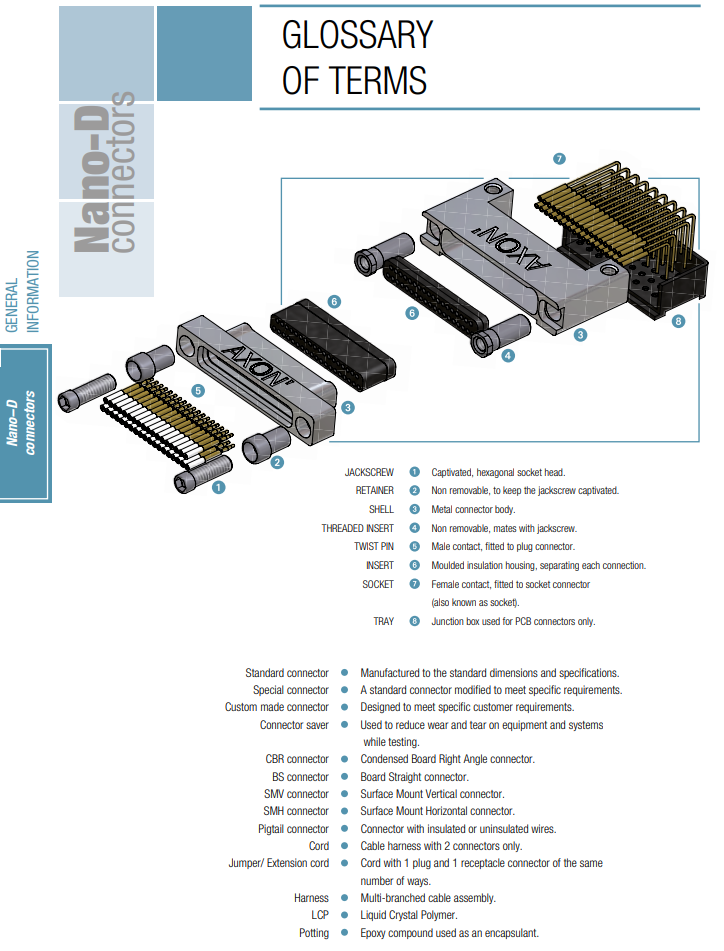 GLOSSARY
OF TERMS
Nano-D
connectors
GENERAL
INFORMATION
Nano-D
connectors
7
AXON'
6
6
8
3
4
AXON'
5
3
2
1
JACKSCREW 1 Captivated, hexagonal socket head.
RETAINER 2 Non removable, to keep the jackscrew captivated.
SHELL 3 Metal connector body.
THREADED INSERT 4 Non removable, mates with jackscrew.
TWIST PIN 5 Male contact, fitted to plug connector.
INSERT 6 Moulded insulation housing, separating each connection.
SOCKET 7 Female contact, fitted to socket connector
(also known as socket).
TRAY 8 Junction box used for PCB connectors only.
Standard connector ● Manufactured to the standard dimensions and specifications.
Special connector ● A standard connector modified to meet specific requirements.
Custom made connector ● Designed to meet specific customer requirements.
Connector saver ● Used to reduce wear and tear on equipment and systems
while testing.
CBR connector ● Condensed Board Right Angle connector.
BS connector ● Board Straight connector.
SMV connector ● Surface Mount Vertical connector.
SMH connector ● Surface Mount Horizontal connector.
Pigtail connector ● Connector with insulated or uninsulated wires.
Cord ● Cable harness with 2 connectors only.
Jumper/ Extension cord ● Cord with 1 plug and 1 receptacle connector of the same
number of ways.
Harness ● Multi-branched cable assembly.
LCP ● Liquid Crystal Polymer.
Potting ● Epoxy compound used as an encapsulant.